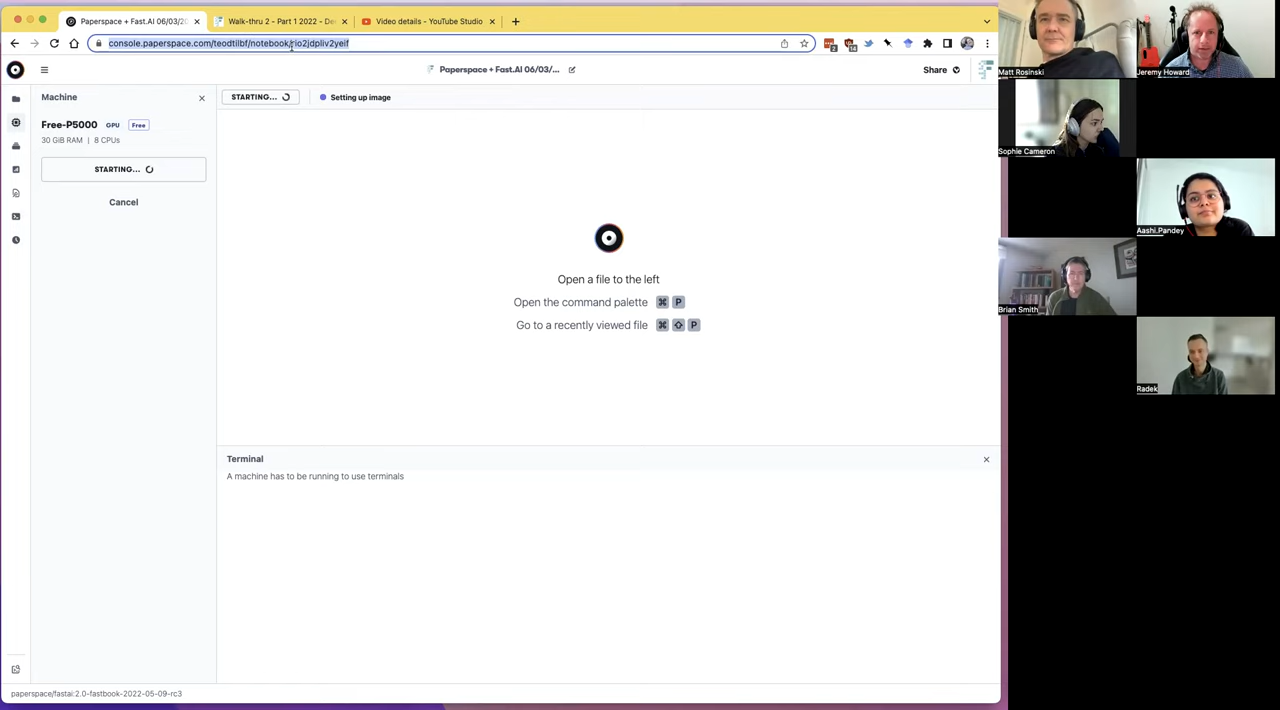 Paperspace + Fast.AI 06/03/20
Walk-thru 2 - Part 1 2022 - De
Video details - YouTube Studio
console.paperspace.com/teodtilbf/notebook/rio2jdpliv2yeif
Paperspace + Fast.AI 06/03/...
Share
Machine
STARTING...
Setting up image
Free-P5000 GPU Free
30 GiB RAM | 8 CPUs
STARTING...
Cancel
Open a file to the left
Open the command palette ⌘ P
Go to a recently viewed file ⌘ ⇧ P
Terminal
A machine has to be running to use terminals
paperspace/fastai:2.0-fastbook-2022-05-09-rc3
Matt Rosinski
Jeremy Howard
Sophie Cameron
Aashi.Pandey
Brian Smith
Radek